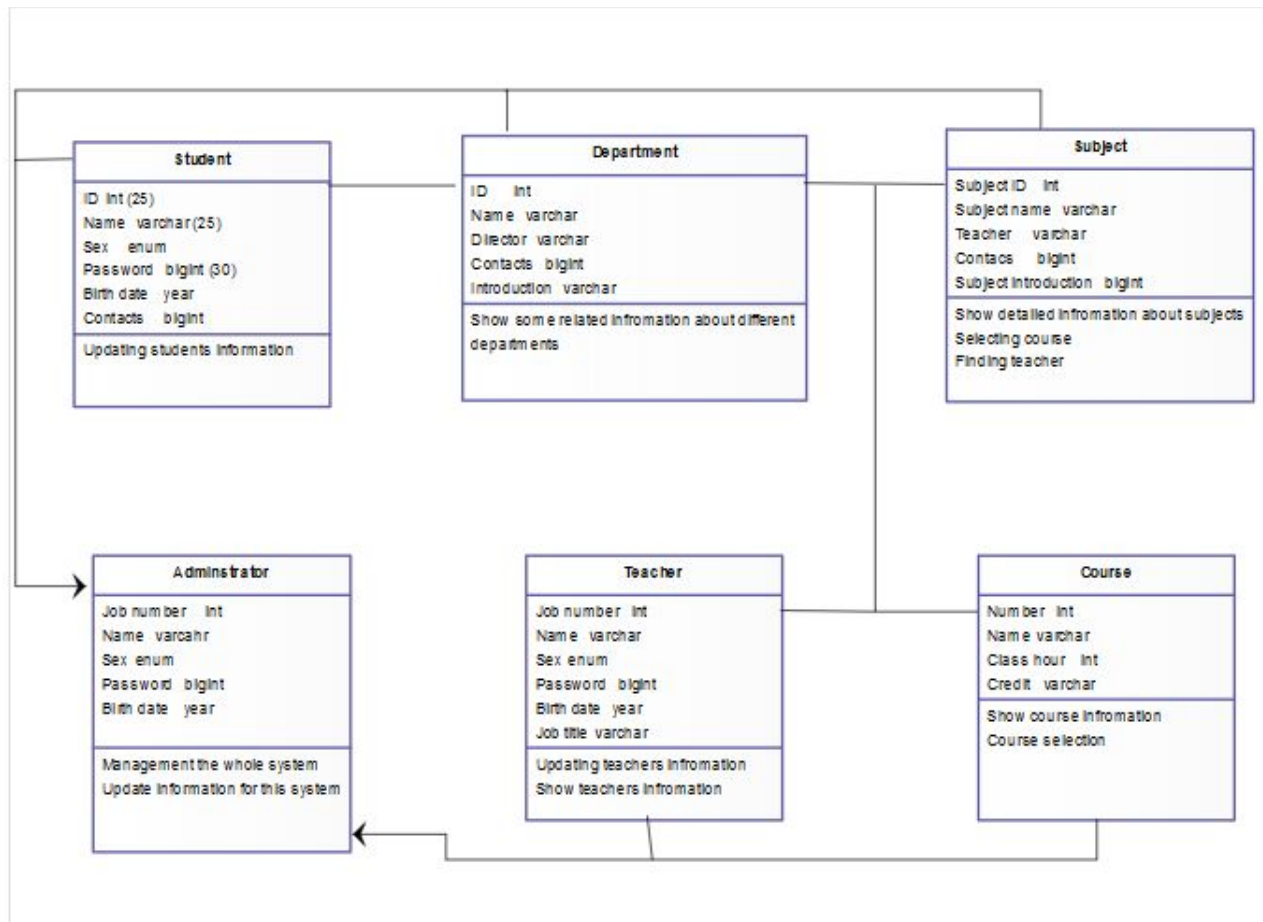 Student
ID int (25)
Name varchar (25)
Sex enum
Password bigint (30)
Birth date year
Contacts bigint
Updating students information
Department
ID int
Name varchar
Director varchar
Contacts bigint
Introduction varchar
Show some related infromation about different
departments
Subject
Subject ID int
Subject name varchar
Teacher varchar
Contacs bigint
Subject introduction bigint
Show detailed infromation about subjects
Selecting course
Finding teacher
Adminstrator
Job number int
Name varcahr
Sex enum
Password bigint
Birth date year
Management the whole system
Update information for this system
Teacher
Job number int
Name varchar
Sex enum
Password bigint
Birth date year
Job title varchar
Updating teachers infromation
Show teachers infromation
Course
Number int
Name varchar
Class hour int
Credit varchar
Show course infromation
Course selection